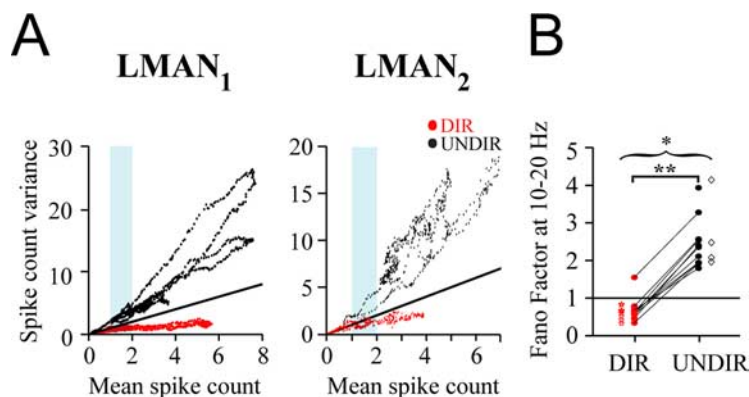 A
B
LMAN1
LMAN2
DIR
UNDIR
Spike count variance
30
20
10
0
0 2 4 6 8
Mean spike count
20
15
10
5
0
0 2 4 6
Mean spike count
Fano Factor at 10-20 Hz
*
**
5
4
3
2
1
0
DIR UNDIR